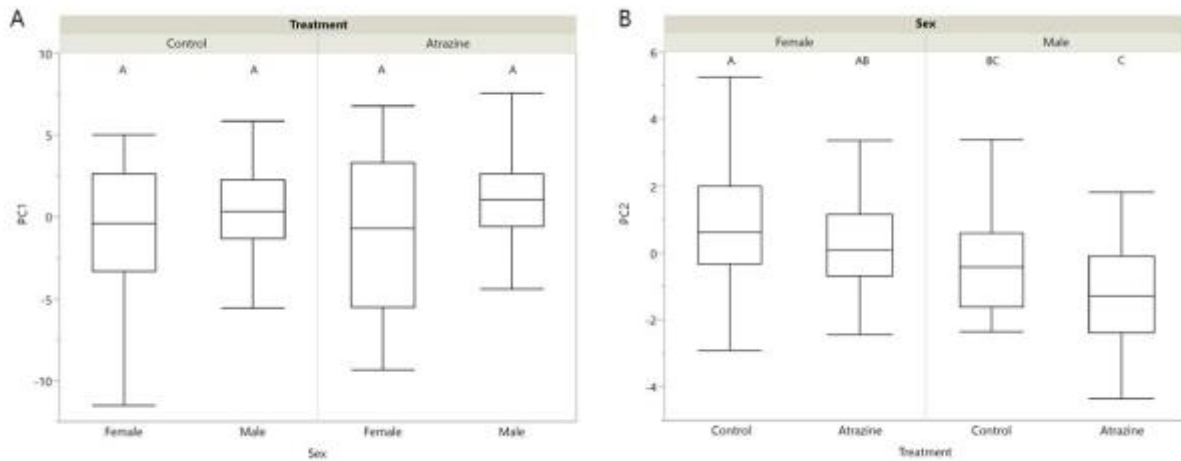 A
Treatment
Control Atrazine
10
A A A A
5
0
-5
-10
PC1
Female Male Female Male
Sex
B
Sex
Female Male
6
A AB BC C
4
2
0
-2
-4
PC2
Control Atrazine Control Atrazine
Treatment